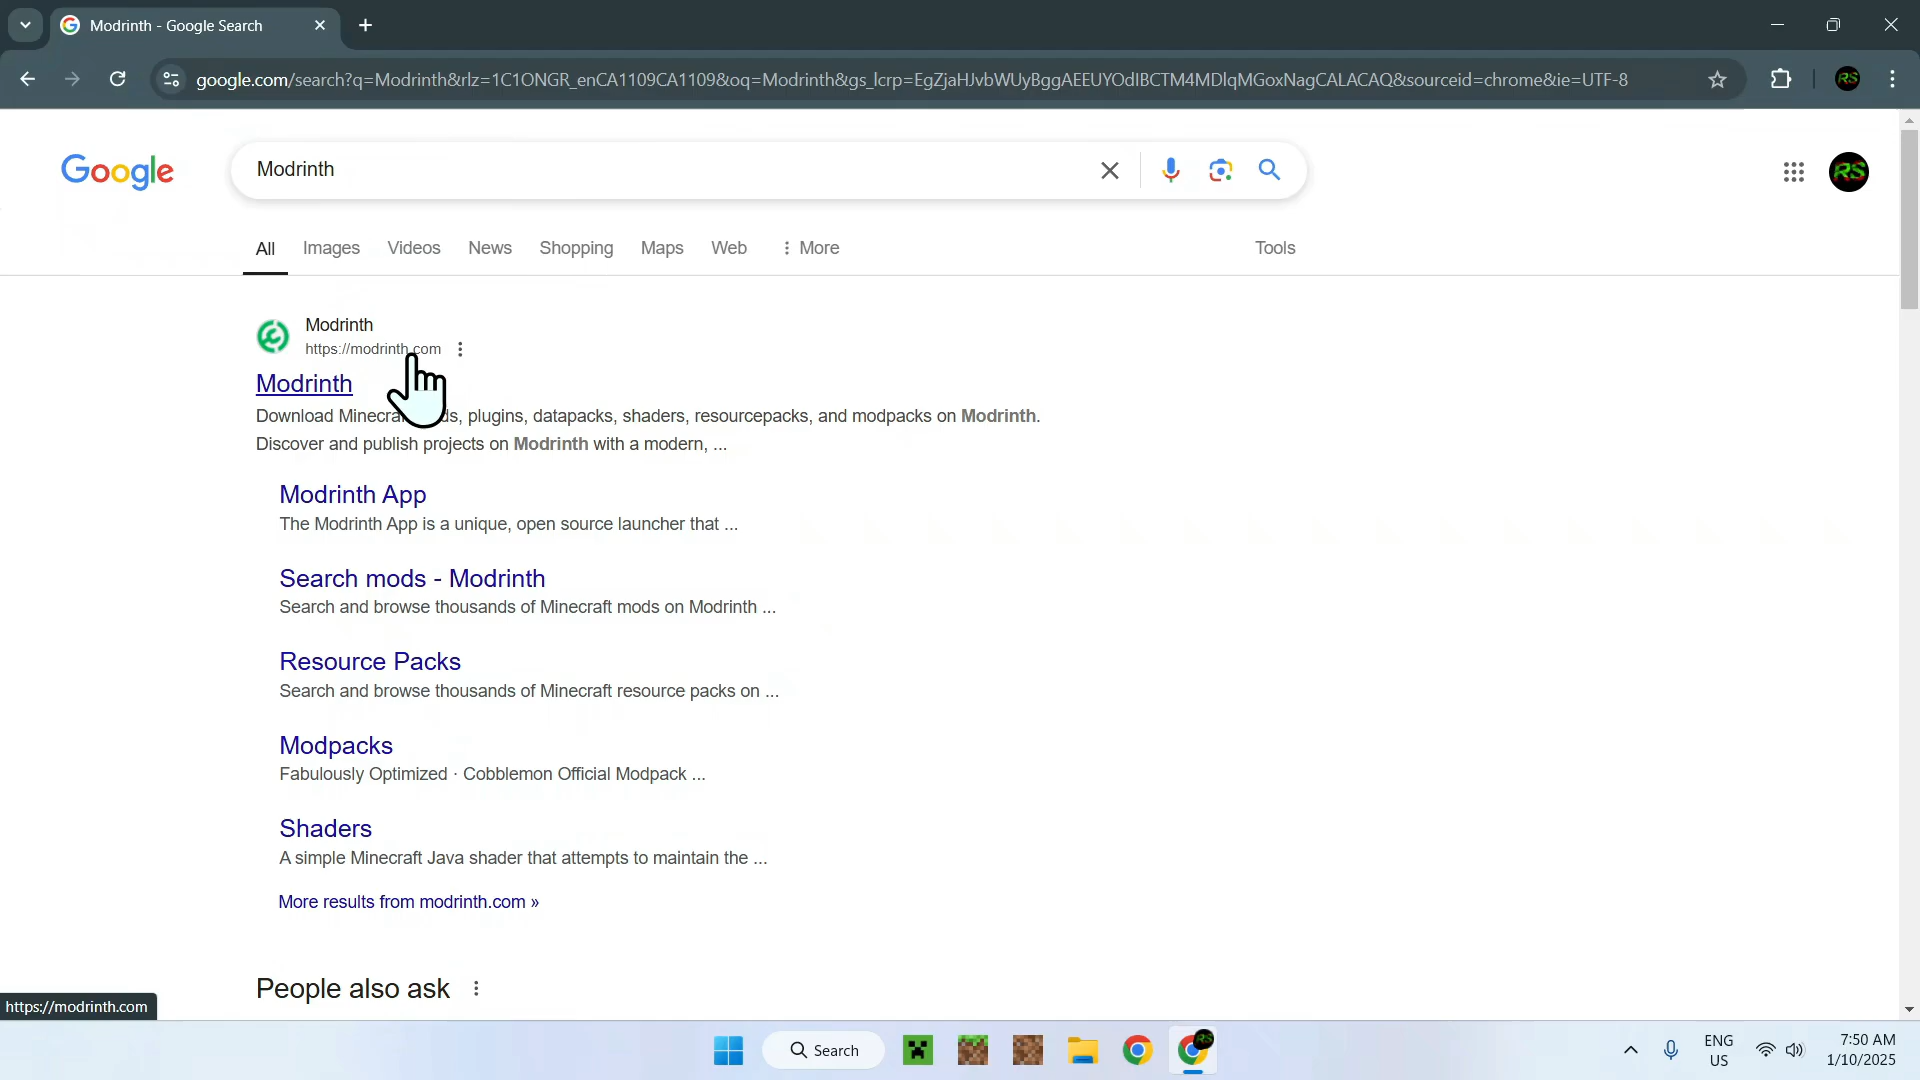 Modrinth - Google Search
google.com/search?q=Modrinth&rlz=1C1ONGR_enCA1109CA1109&oq=Modrinth&gs_lcrp=EgZjaHJvbWUyBggAEEUYOdIBCTM4MDlqMGoxNagCALACAQ&sourceid=chrome&ie=UTF-8
RS
Google
Modrinth
RS
All Images Videos News Shopping Maps Web More Tools
Modrinth
https://modrinth.com
Modrinth
Download Minecra ds, plugins, datapacks, shaders, resourcepacks, and modpacks on Modrinth.
Discover and publish projects on Modrinth with a modern, ...
Modrinth App
The Modrinth App is a unique, open source launcher that ...
Search mods - Modrinth
Search and browse thousands of Minecraft mods on Modrinth ...
Resource Packs
Search and browse thousands of Minecraft resource packs on ...
Modpacks
Fabulously Optimized · Cobblemon Official Modpack ...
Shaders
A simple Minecraft Java shader that attempts to maintain the ...
More results from modrinth.com »
People also ask
https://modrinth.com
Search
RS
ENG
US
7:50 AM
1/10/2025